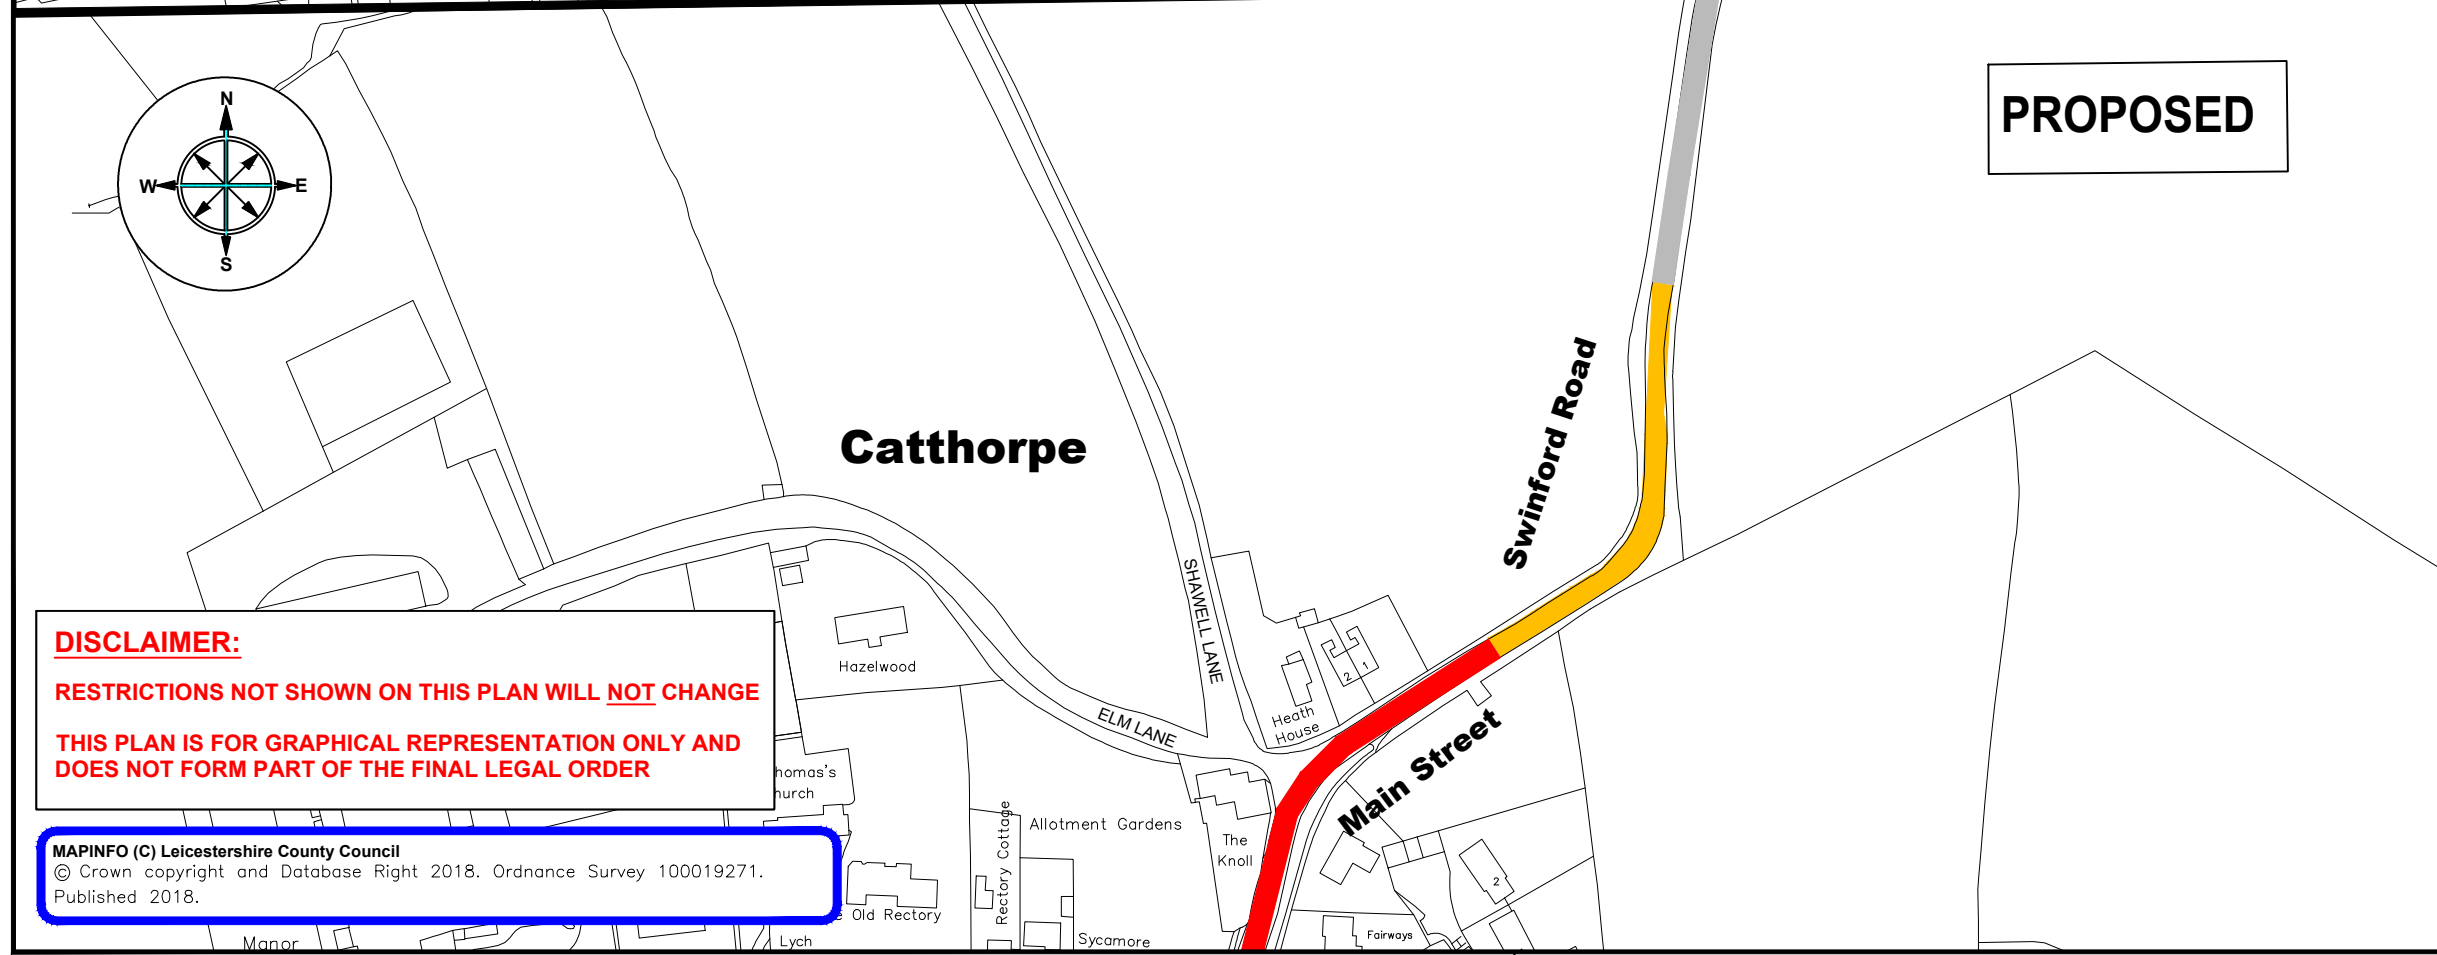 PROPOSED
N
W
E
S
Catthorpe
Swinford Road
SHAWELL LANE
ELM LANE
Main Street
Hazelwood
Heath
House
2
1
DISCLAIMER:
RESTRICTIONS NOT SHOWN ON THIS PLAN WILL NOT CHANGE
THIS PLAN IS FOR GRAPHICAL REPRESENTATION ONLY AND
DOES NOT FORM PART OF THE FINAL LEGAL ORDER
homas's
hurch
Allotment Gardens
The
Knoll
Rectory Cottage
2
MAPINFO (C) Leicestershire County Council
© Crown copyright and Database Right 2018. Ordnance Survey 100019271.
Published 2018.
e Old Rectory
Manor
Lych
Sycamore
Fairways